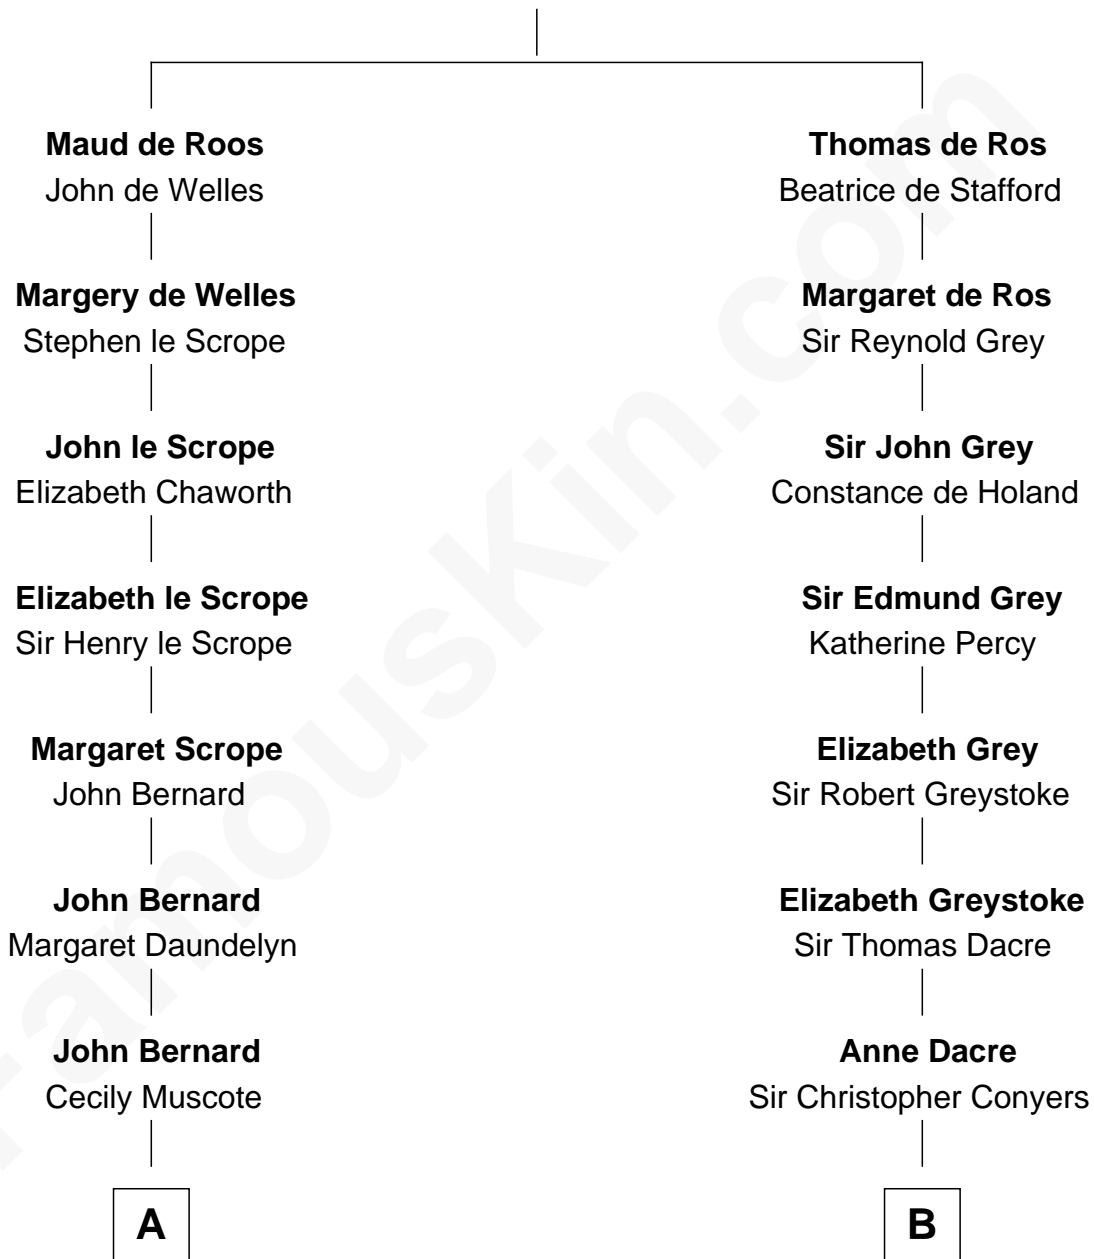 Maud de Roos
John de Welles
Thomas de Ros
Beatrice de Stafford
Margery de Welles
Stephen le Scrope
Margaret de Ros
Sir Reynold Grey
John le Scrope
Elizabeth Chaworth
Sir John Grey
Constance de Holand
Elizabeth le Scrope
Sir Henry le Scrope
Sir Edmund Grey
Katherine Percy
Margaret Scrope
John Bernard
Elizabeth Grey
Sir Robert Greystoke
John Bernard
Margaret Daundelyn
Elizabeth Greystoke
Sir Thomas Dacre
John Bernard
Cecily Muscote
Anne Dacre
Sir Christopher Conyers
A
B
FamousKin.com